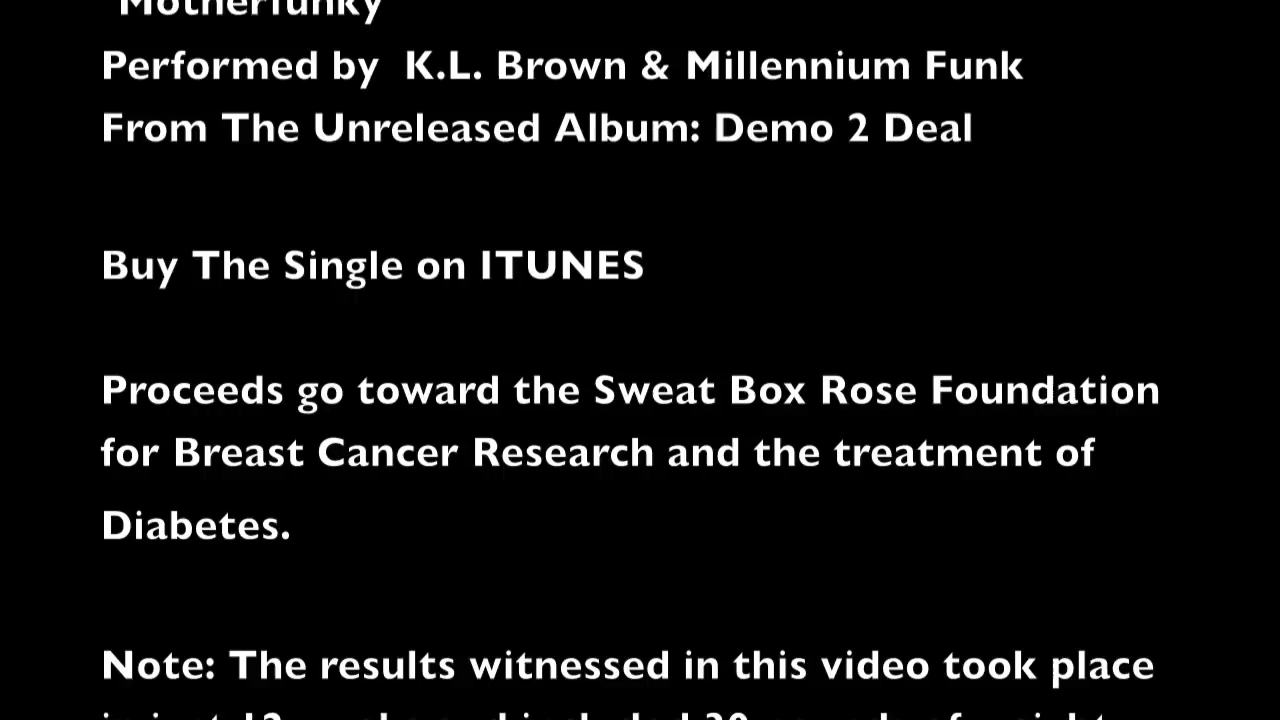 Motherfunky
Performed by K.L. Brown & Millennium Funk
From The Unreleased Album: Demo 2 Deal
Buy The Single on ITUNES
Proceeds go toward the Sweat Box Rose Foundation
for Breast Cancer Research and the treatment of
Diabetes.
Note: The results witnessed in this video took place